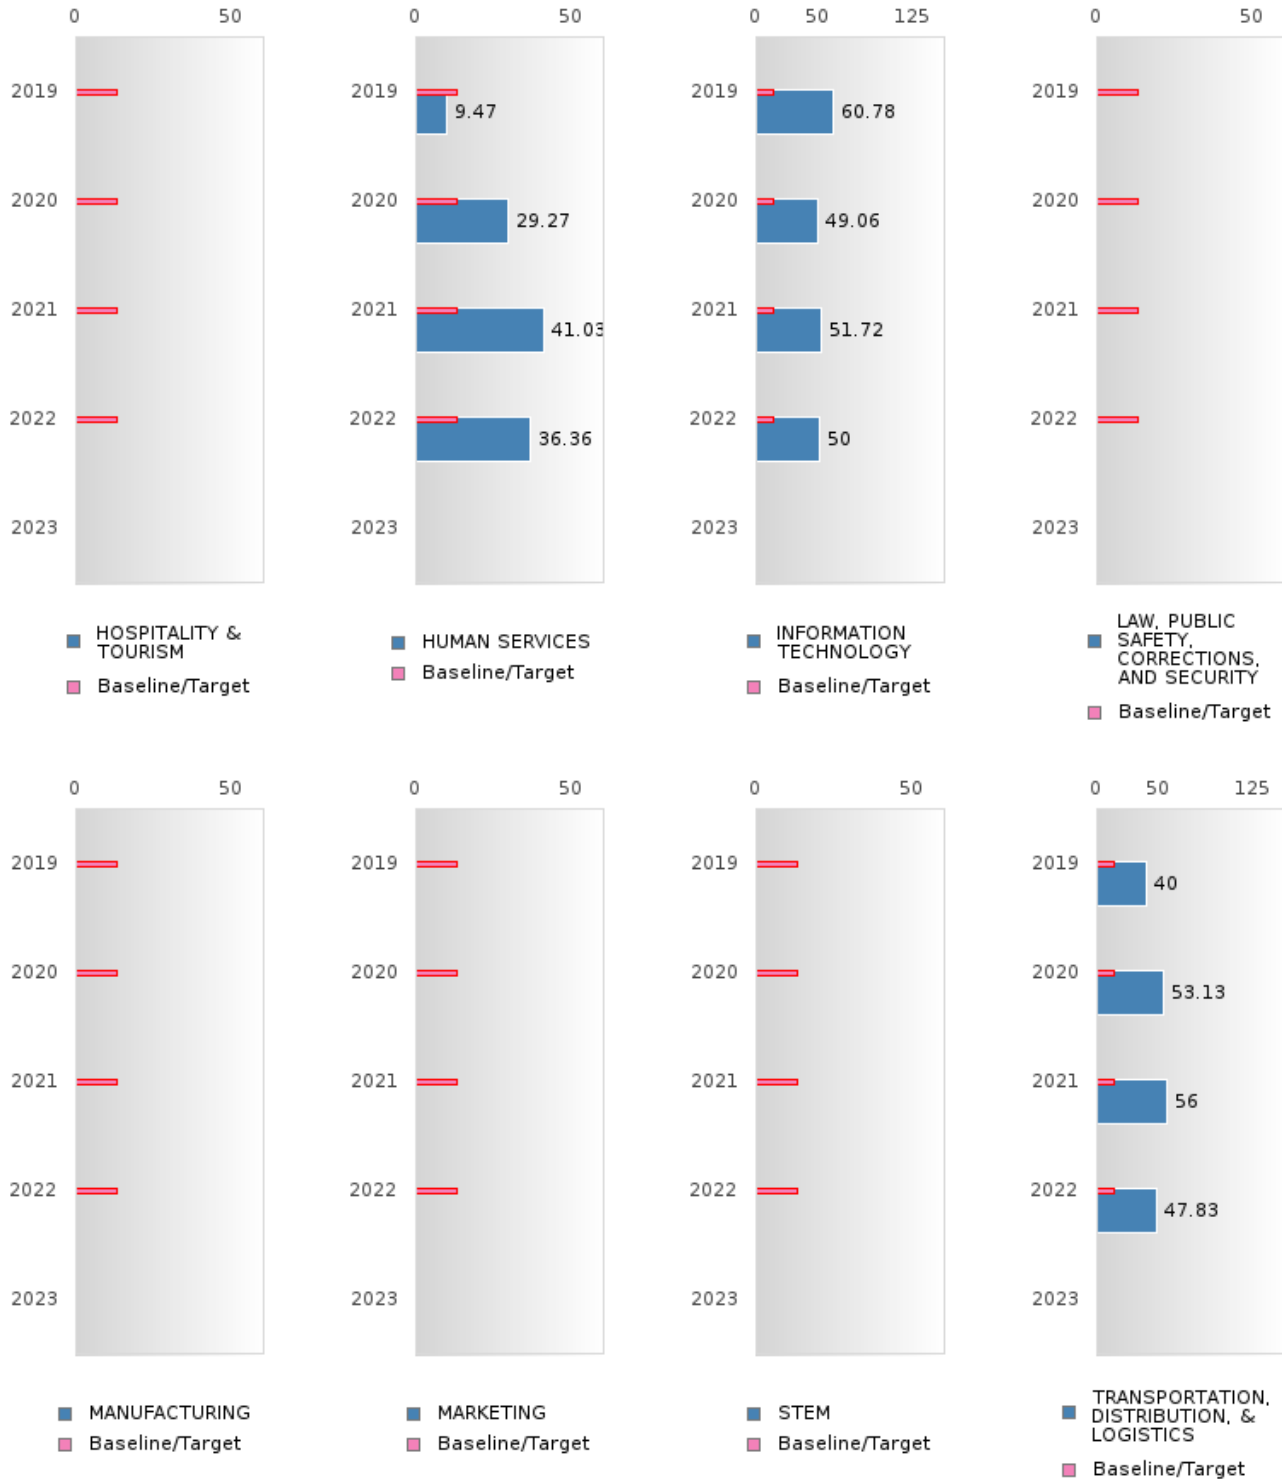 0 50
0 50
0 50 125
0 50
2019
2020
2021
2022
2023
2019 9.47
2020 29.27
2021 41.03
2022 36.36
2023
2019 60.78
2020 49.06
2021 51.72
2022 50
2023
2019
2020
2021
2022
2023
HOSPITALITY &
TOURISM
Baseline/Target
HUMAN SERVICES
Baseline/Target
INFORMATION
TECHNOLOGY
Baseline/Target
LAW, PUBLIC
SAFETY,
CORRECTIONS,
AND SECURITY
Baseline/Target
0 50
0 50
0 50
0 50 125
2019
2020
2021
2022
2023
2019
2020
2021
2022
2023
2019
2020
2021
2022
2023
2019 40
2020 53.13
2021 56
2022 47.83
2023
MANUFACTURING
Baseline/Target
MARKETING
Baseline/Target
STEM
Baseline/Target
TRANSPORTATION,
DISTRIBUTION, &
LOGISTICS
Baseline/Target